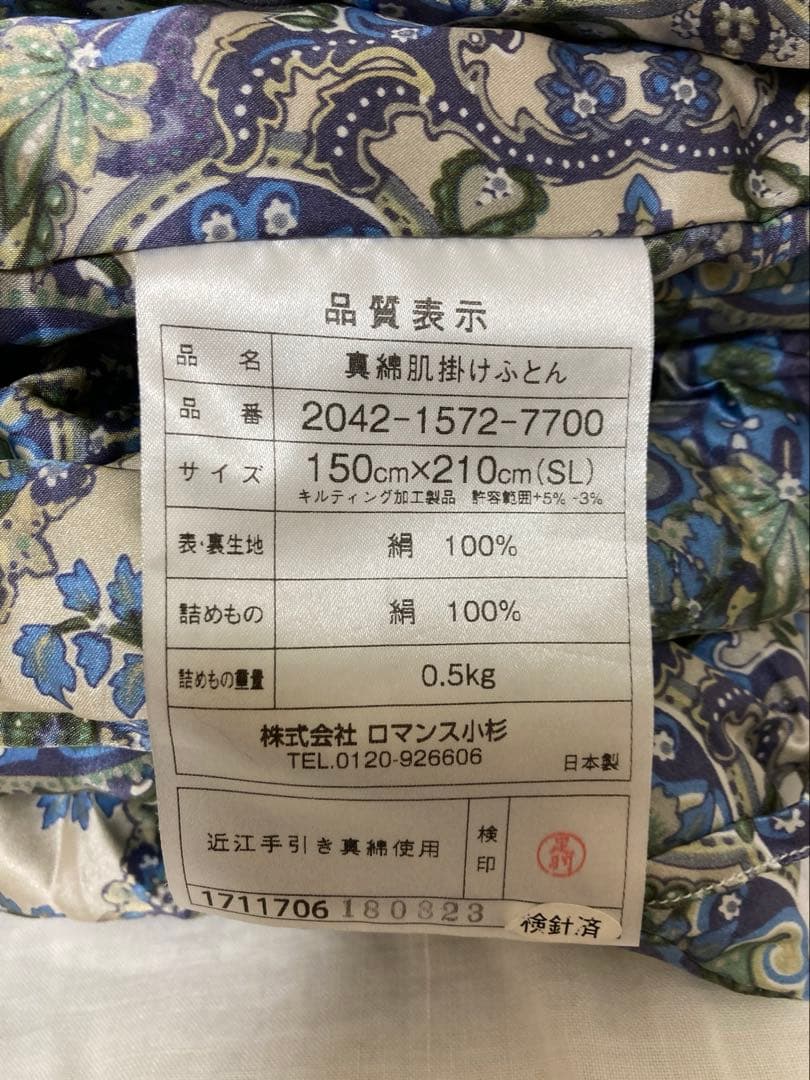 品質表示
品名 真綿肌掛けふとん
品番 2042-1572-7700
サイズ 150cm×210cm(SL)
キルティング加工製品 許容範囲+5% -3%
表・裏生地 絹 100%
詰めもの 絹 100%
詰めもの重量 0.5kg
株式会社 ロマンス小杉
TEL.0120-926606 日本製
近江手引き真綿使用 検印
1711706 180823 検針済